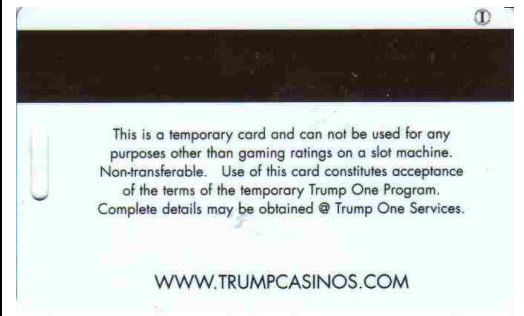 I
This is a temporary card and can not be used for any
purposes other than gaming ratings on a slot machine.
Non-transferable. Use of this card constitutes acceptance
of the terms of the temporary Trump One Program.
Complete details may be obtained @ Trump One Services.
WWW.TRUMPCASINOS.COM